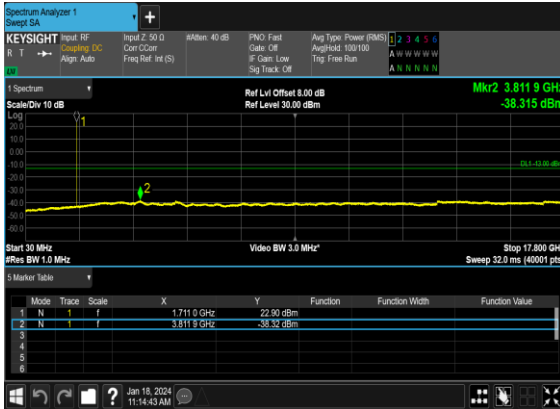 Spectrum Analyzer 1
Swept SA
+
KEYSIGHT Input: RF Input Z: 50 Ω #Atten: 40 dB PNO: Fast Avg Type: Power (RMS) 1 2 3 4 5 6
R T Coupling: DC Corr CCorr Gate: Off Avg|Hold: 100/100 A W W W W W
Align: Auto Freq Ref: Int (S) IF Gain: Low Trig: Free Run
Sig Track: Off A N N N N N
1 Spectrum Ref Lvl Offset 8.00 dB Mkr2 3.811 9 GHz
Scale/Div 10 dB Ref Level 30.00 dBm -38.315 dBm
Log
20.0
10.0
0.00
-10.0
-20.0
-30.0
-40.0
-50.0
-60.0
1
2
DL1 -13.00 dBm
Start 30 MHz Video BW 3.0 MHz* Stop 17.800 GH
#Res BW 1.0 MHz Sweep 32.0 ms (40001 pts
5 Marker Table
Mode Trace Scale X Y Function Function Width Function Value
1 N 1 f 1.711 0 GHz 22.90 dBm
2 N 1 f 3.811 9 GHz -38.32 dBm
3
4
5
6
? Jan 18, 2024
11:14:43 AM